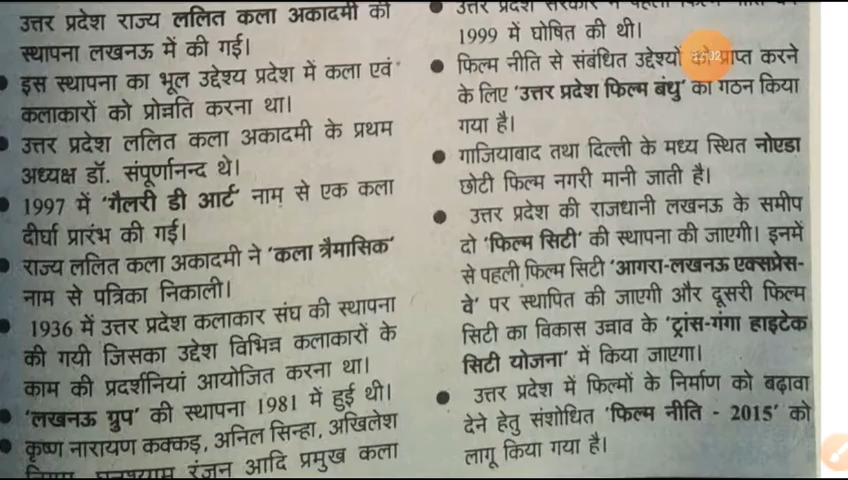 उत्तर प्रदेश राज्य ललित कला अकादमी की
स्थापना लखनऊ में की गई।
इस स्थापना का भूल उद्देश्य प्रदेश में कला एवं
कलाकारों को प्रोन्नति करना था।
उत्तर प्रदेश ललित कला अकादमी के प्रथम
अध्यक्ष डॉ. संपूर्णानन्द थे।
1997 में 'गैलरी डी आर्ट' नाम से एक कला
दीर्घा प्रारंभ की गई।
राज्य ललित कला अकादमी ने 'कला त्रैमासिक'
नाम से पत्रिका निकाली।
1936 में उत्तर प्रदेश कलाकार संघ की स्थापना
की गयी जिसका उद्देश विभिन्न कलाकारों के
काम की प्रदर्शनियां आयोजित करना था।
'लखनऊ ग्रुप' की स्थापना 1981 में हुई थी।
कृष्ण नारायण कक्कड़, अनिल सिन्हा, अखिलेश
रंजन आदि प्रमुख कला
उत्तर प्रदेश सरकार ने
1999 में घोषित की थी।
फिल्म नीति से संबंधित उद्देश्यों को प्राप्त करने
के लिए 'उत्तर प्रदेश फिल्म बंधु' का गठन किया
गया है।
गाजियाबाद तथा दिल्ली के मध्य स्थित नोएडा
छोटी फिल्म नगरी मानी जाती है।
उत्तर प्रदेश की राजधानी लखनऊ के समीप
दो 'फिल्म सिटी' की स्थापना की जाएगी। इनमें
से पहली फिल्म सिटी 'आगरा-लखनऊ एक्सप्रेस-
वे' पर स्थापित की जाएगी और दूसरी फिल्म
सिटी का विकास उन्नाव के 'ट्रांस-गंगा हाइटेक
सिटी योजना' में किया जाएगा।
उत्तर प्रदेश में फिल्मों के निर्माण को बढ़ावा
देने हेतु संशोधित 'फिल्म नीति - 2015' को
लागू किया गया है।